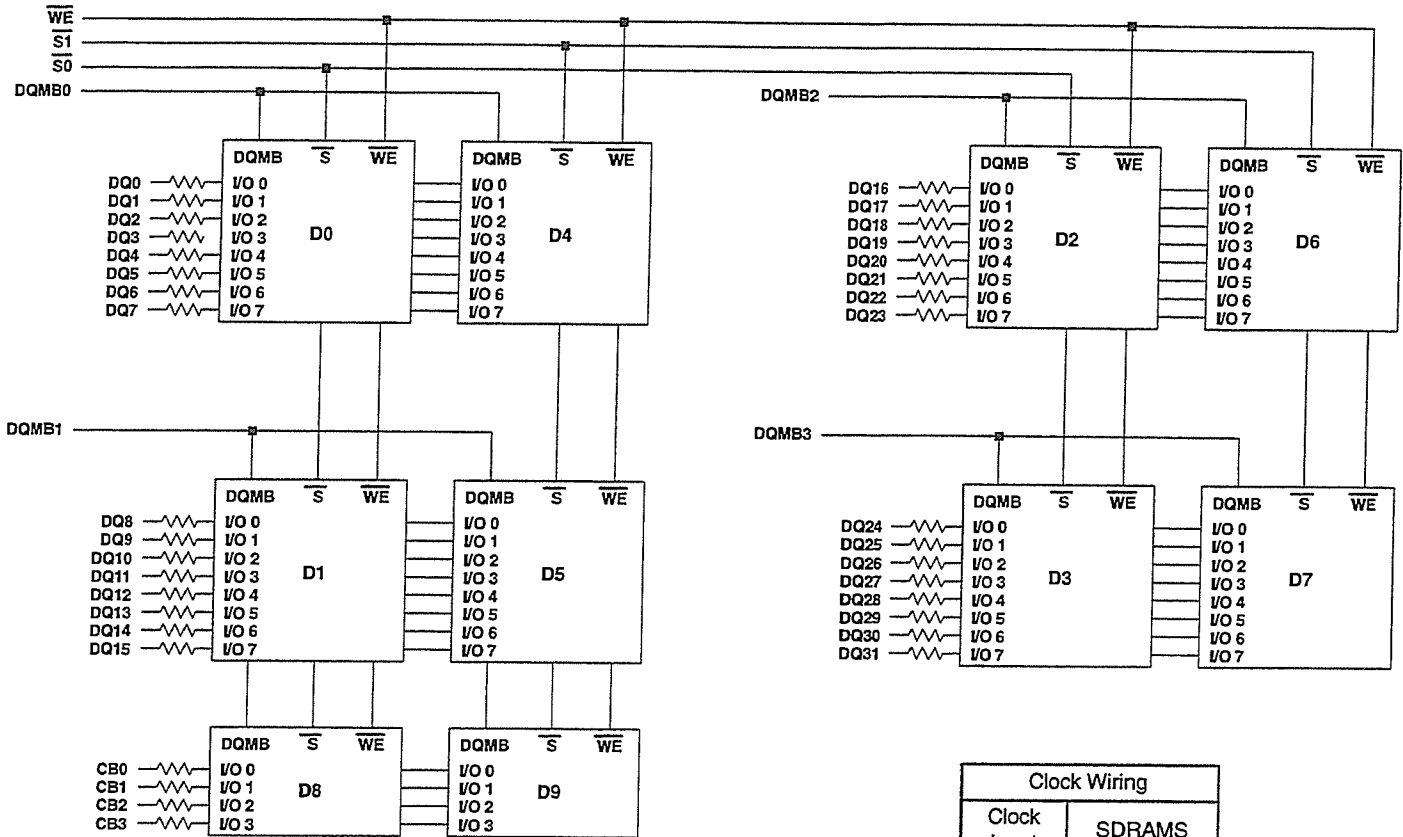 WE
S1
S0
DQMB0
DQMB2
DQMB S WE
DQ0 I/O 0
DQ1 I/O 1
DQ2 I/O 2
DQ3 I/O 3
DQ4 I/O 4
DQ5 I/O 5
DQ6 I/O 6
DQ7 I/O 7
D0
DQMB S WE
I/O 0
I/O 1
I/O 2
I/O 3
I/O 4
I/O 5
I/O 6
I/O 7
D4
DQMB S WE
DQ16 I/O 0
DQ17 I/O 1
DQ18 I/O 2
DQ19 I/O 3
DQ20 I/O 4
DQ21 I/O 5
DQ22 I/O 6
DQ23 I/O 7
D2
DQMB S WE
I/O 0
I/O 1
I/O 2
I/O 3
I/O 4
I/O 5
I/O 6
I/O 7
D6
DQMB1
DQMB3
DQMB S WE
DQ8 I/O 0
DQ9 I/O 1
DQ10 I/O 2
DQ11 I/O 3
DQ12 I/O 4
DQ13 I/O 5
DQ14 I/O 6
DQ15 I/O 7
D1
DQMB S WE
I/O 0
I/O 1
I/O 2
I/O 3
I/O 4
I/O 5
I/O 6
I/O 7
D5
DQMB S WE
DQ24 I/O 0
DQ25 I/O 1
DQ26 I/O 2
DQ27 I/O 3
DQ28 I/O 4
DQ29 I/O 5
DQ30 I/O 6
DQ31 I/O 7
D3
DQMB S WE
I/O 0
I/O 1
I/O 2
I/O 3
I/O 4
I/O 5
I/O 6
I/O 7
D7
DQMB S WE
CB0 I/O 0
CB1 I/O 1
CB2 I/O 2
CB3 I/O 3
D8
DQMB S WE
I/O 0
I/O 1
I/O 2
I/O 3
D9
Clock Wiring
Clock
SDRAMS